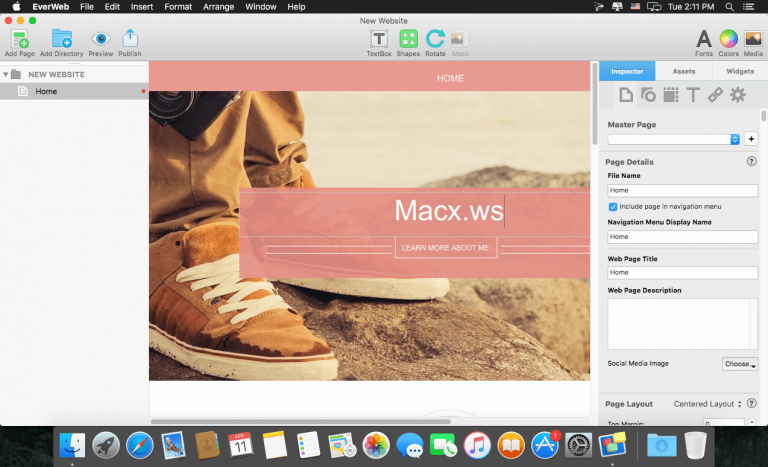 EverWeb File Edit Insert Format Arrange Window Help Tue 2:11 PM
New Website
Add Page Add Directory Preview Publish TextBox Shapes Rotate Mask Fonts Colors Media
NEW WEBSITE
Home
HOME
Macx.ws
LEARN MORE ABOUT ME
Inspector Assets Widgets
Master Page
Page Details ?
File Name
Home
Include page in navigation menu
Navigation Menu Display Name
Home
Web Page Title
Home
Web Page Description
Social Media Image Choose...
Page Layout Centered Layout ?
Top Margin: 0
APR
11
1